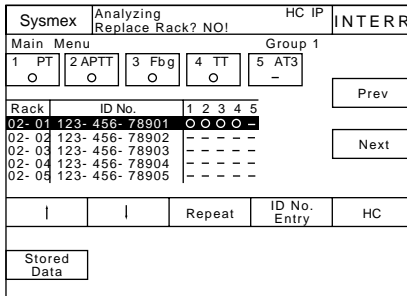 Sysmex Analyzing HC IP INTERR
Replace Rack? NO!
Main Menu Group 1
1 PT 2 APTT 3 Fbg 4 TT 5 AT3
O O O O –
Prev
Rack ID No. 1 2 3 4 5
02- 01 123- 456- 78901 O O O O –
02- 02 123- 456- 78902 – – – – –
02- 03 123- 456- 78903 – – – – –
02- 04 123- 456- 78904 – – – – –
02- 05 123- 456- 78905 – – – – –
Next
↑ ↓ Repeat ID No. Entry HC
Stored
Data